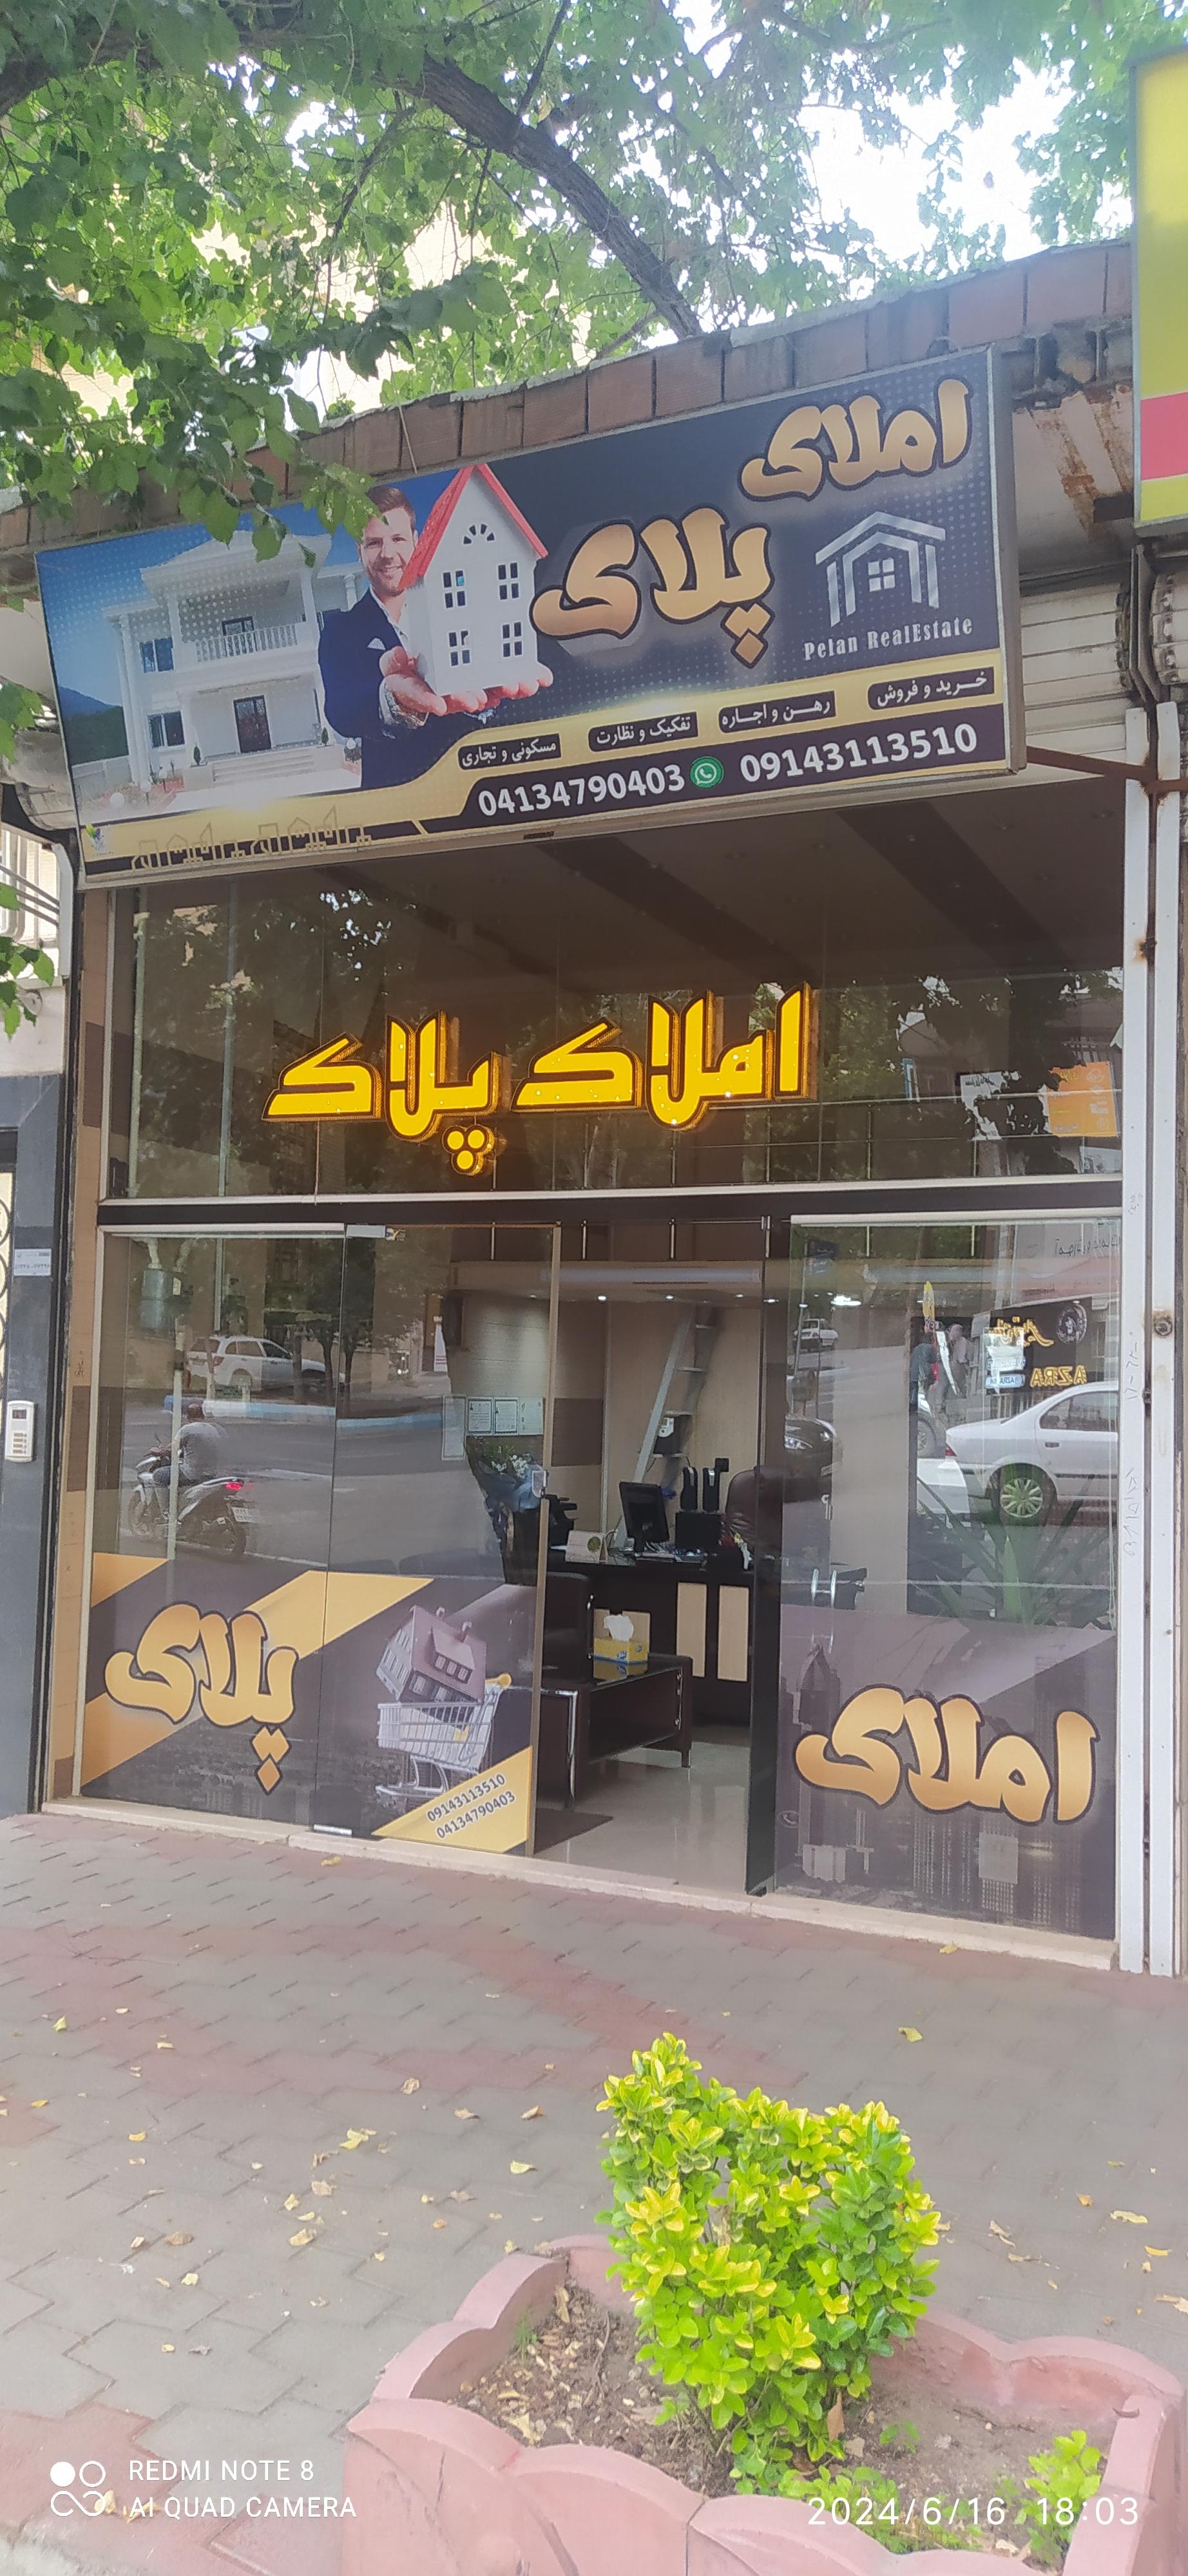 املاک
پلاک
Pelan RealEstate
خرید و فروش
رهن و اجاره
تفکیک و نظارت
مسکونی و تجاری
04134790403 09143113510
املاک پلاک
پلاک
09143113510
04134790403
املاک
AZRA
REDMI NOTE 8
AI QUAD CAMERA
2024/6/16 18:03